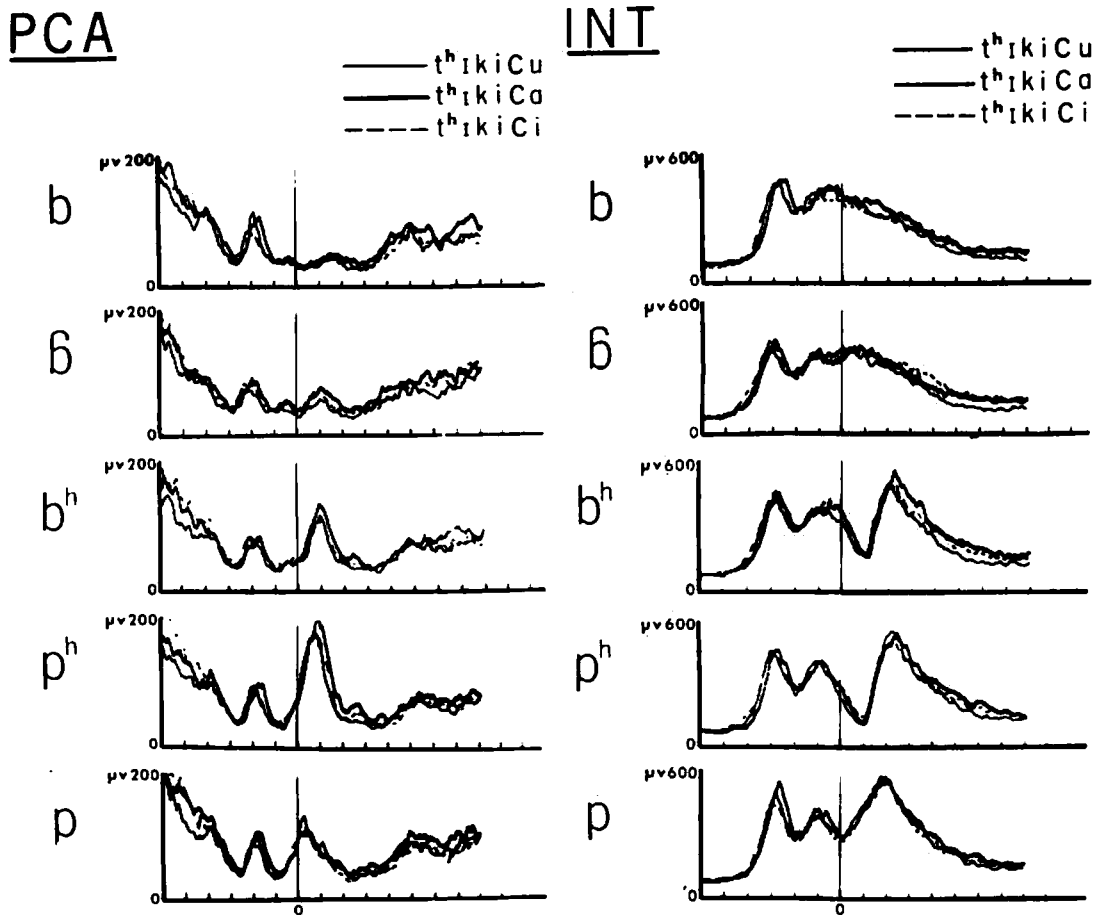 PCA
tʰɪkiCu
tʰɪkiCa
tʰɪkiCi
b
μv200
0
ɓ
μv200
0
bʰ
μv200
0
pʰ
μv200
0
p
μv200
0
0
INT
tʰɪkiCu
tʰɪkiCa
tʰɪkiCi
b
μv600
0
ɓ
μv600
0
bʰ
μv600
0
pʰ
μv600
0
p
μv600
0
0